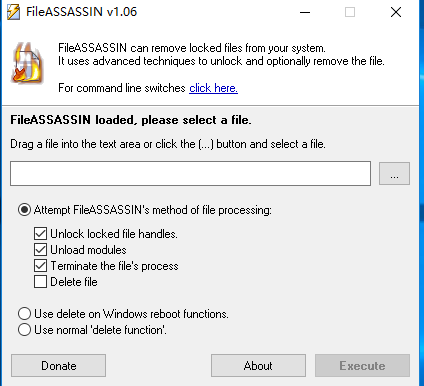 FileASSASSIN v1.06
FileASSASSIN can remove locked files from your system.
It uses advanced techniques to unlock and optionally remove the file.
For command line switches click here.
FileASSASSIN loaded, please select a file.
Drag a file into the text area or click the (...) button and select a file.
...
Attempt FileASSASSIN's method of file processing:
Unlock locked file handles.
Unload modules
Terminate the file's process
Delete file
Use delete on Windows reboot functions.
Use normal 'delete function'.
Donate About Execute